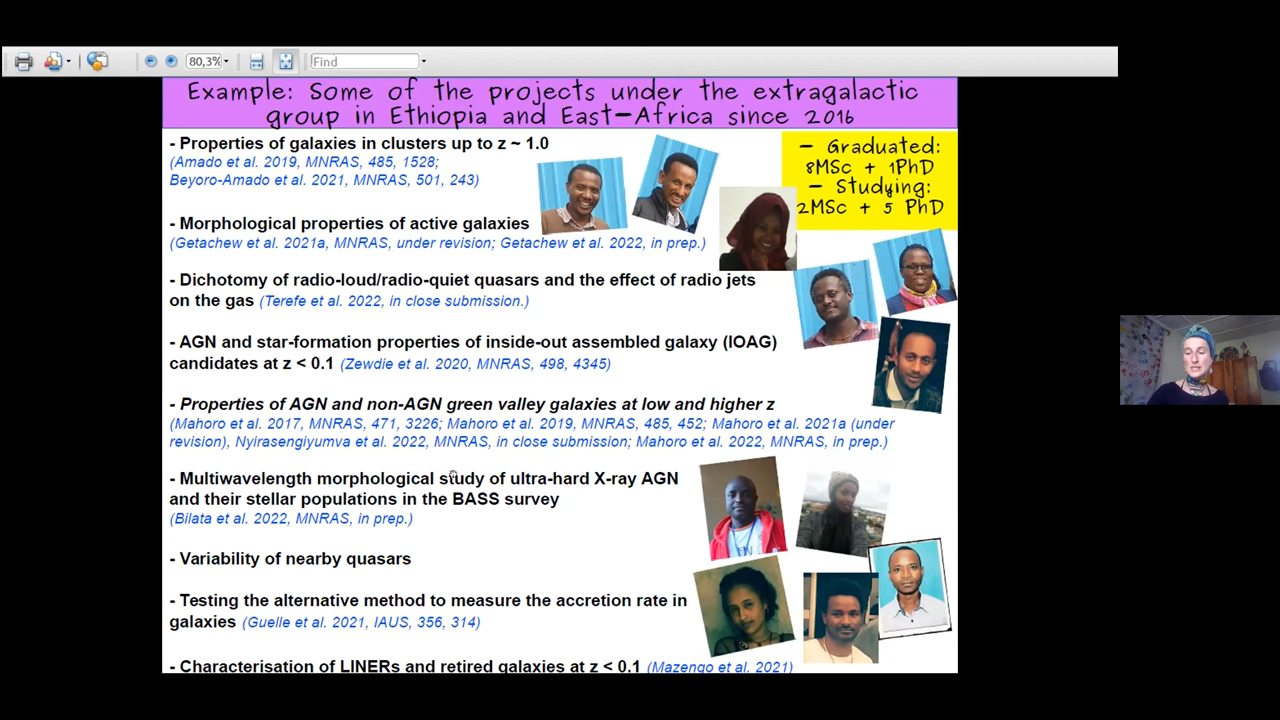 80,3%
Find
Example: Some of the projects under the extragalactic
group in Ethiopia and East-Africa since 2016
- Properties of galaxies in clusters up to z ~ 1.0
(Amado et al. 2019, MNRAS, 485, 1528;
Beyoro-Amado et al. 2021, MNRAS, 501, 243)
- Graduated:
8MSc + 1PhD
- Studying:
2MSc + 5 PhD
- Morphological properties of active galaxies
(Getachew et al. 2021a, MNRAS, under revision; Getachew et al. 2022, in prep.)
- Dichotomy of radio-loud/radio-quiet quasars and the effect of radio jets
on the gas (Terefe et al. 2022, in close submission.)
- AGN and star-formation properties of inside-out assembled galaxy (IOAG)
candidates at z < 0.1 (Zewdie et al. 2020, MNRAS, 498, 4345)
- Properties of AGN and non-AGN green valley galaxies at low and higher z
(Mahoro et al. 2017, MNRAS, 471, 3226; Mahoro et al. 2019, MNRAS, 485, 452; Mahoro et al. 2021a (under
revision), Nyirasengiyumva et al. 2022, MNRAS, in close submission; Mahoro et al. 2022, MNRAS, in prep.)
- Multiwavelength morphological study of ultra-hard X-ray AGN
and their stellar populations in the BASS survey
(Bilata et al. 2022, MNRAS, in prep.)
- Variability of nearby quasars
- Testing the alternative method to measure the accretion rate in
galaxies (Guelle et al. 2021, IAUS, 356, 314)
- Characterisation of LINERs and retired galaxies at z < 0.1 (Mazengo et al. 2021)